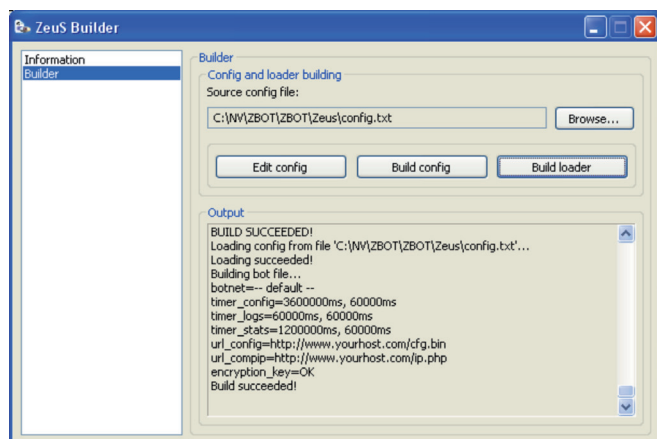 ZeuS Builder
Information
Builder
Builder
Config and loader building
Source config file:
C:\NV\ZBOT\ZBOT\Zeus\config.txt
Browse...
Edit config
Build config
Build loader
Output
BUILD SUCCEEDED!
Loading config from file 'C:\NV\ZBOT\ZBOT\Zeus\config.txt'...
Loading succeeded!
Building bot file...
botnet=-- default --
timer_config=3600000ms, 60000ms
timer_logs=60000ms, 60000ms
timer_stats=1200000ms, 60000ms
url_config=http://www.yourhost.com/cfg.bin
url_compip=http://www.yourhost.com/ip.php
encryption_key=OK
Build succeeded!